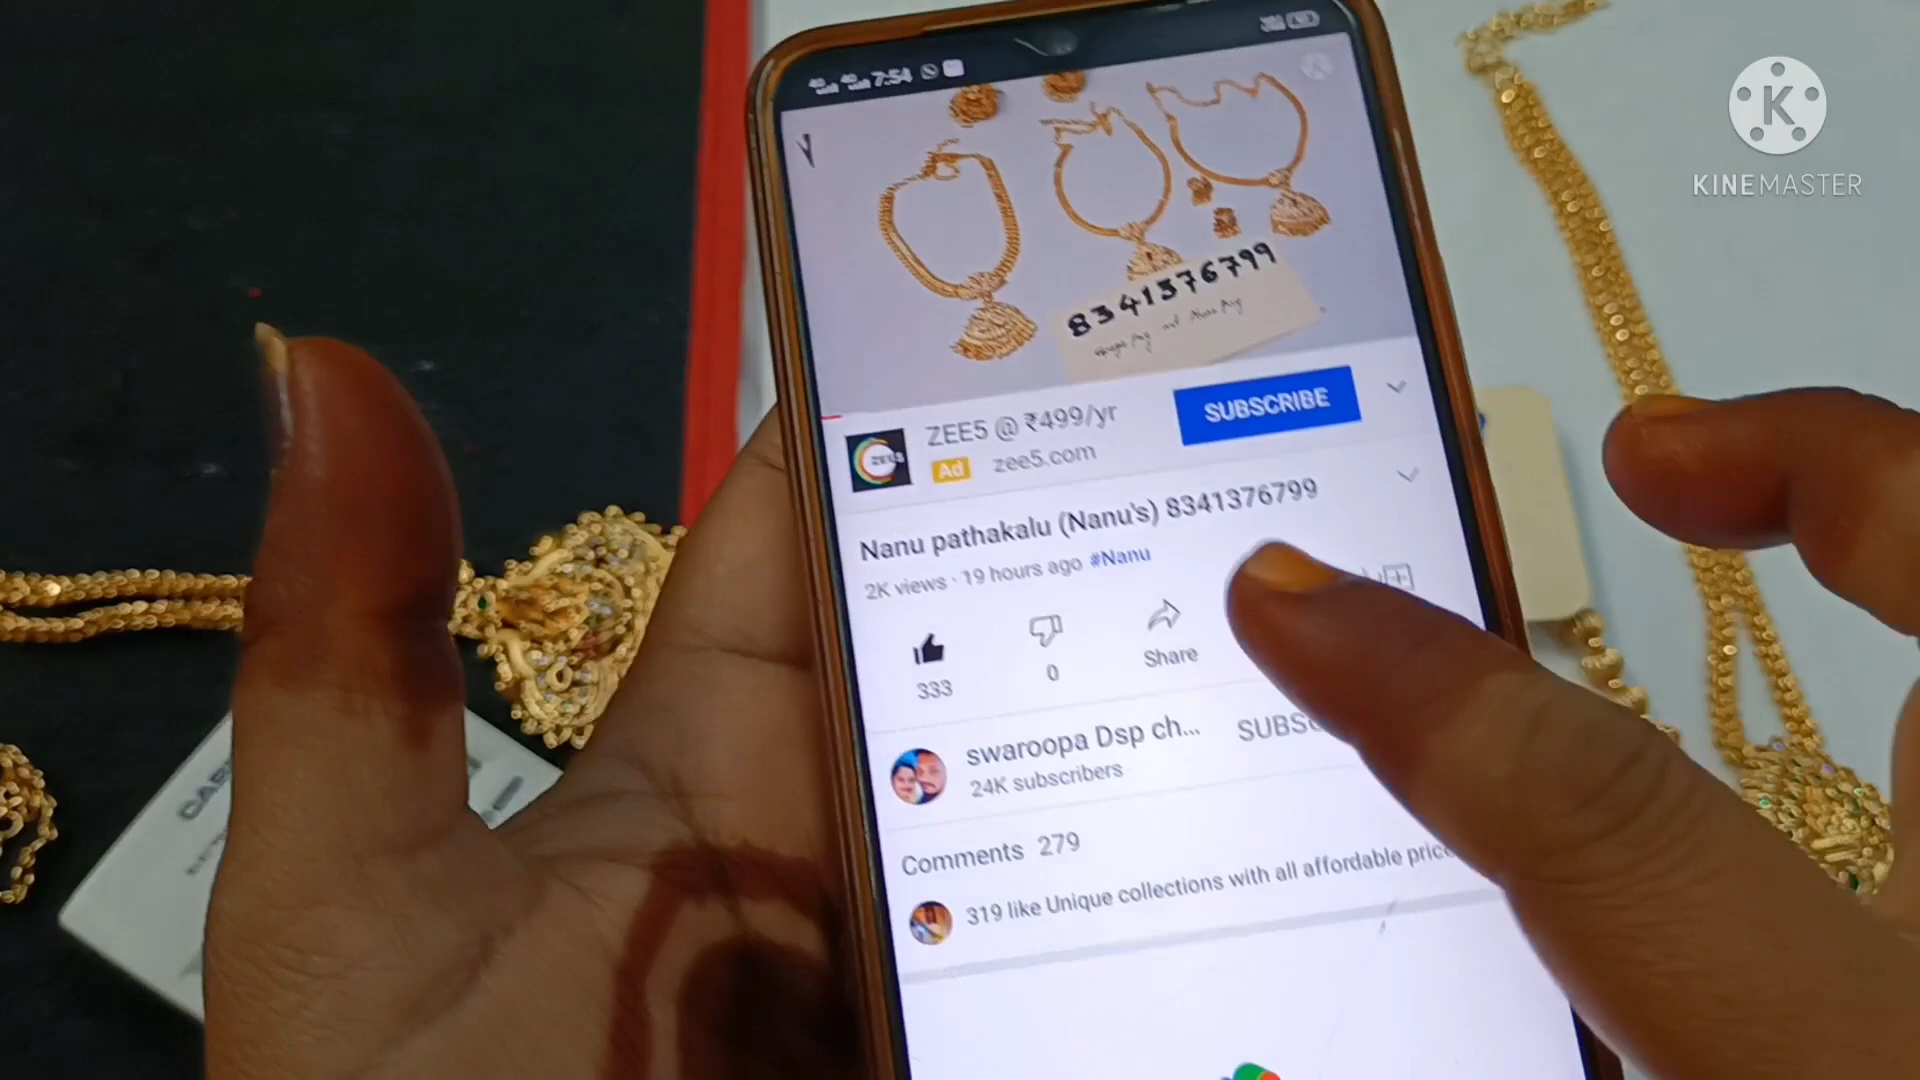 7:54
KINEMASTER
8341376799
ZEE5 @ ₹499/yr
SUBSCRIBE
Ad zee5.com
Nanu pathakalu (Nanu's) 8341376799
2K views · 19 hours ago #Nanu
333
0
Share
swaroopa Dsp ch...
SUBSC
24K subscribers
Comments 279
319 like Unique collections with all affordable price